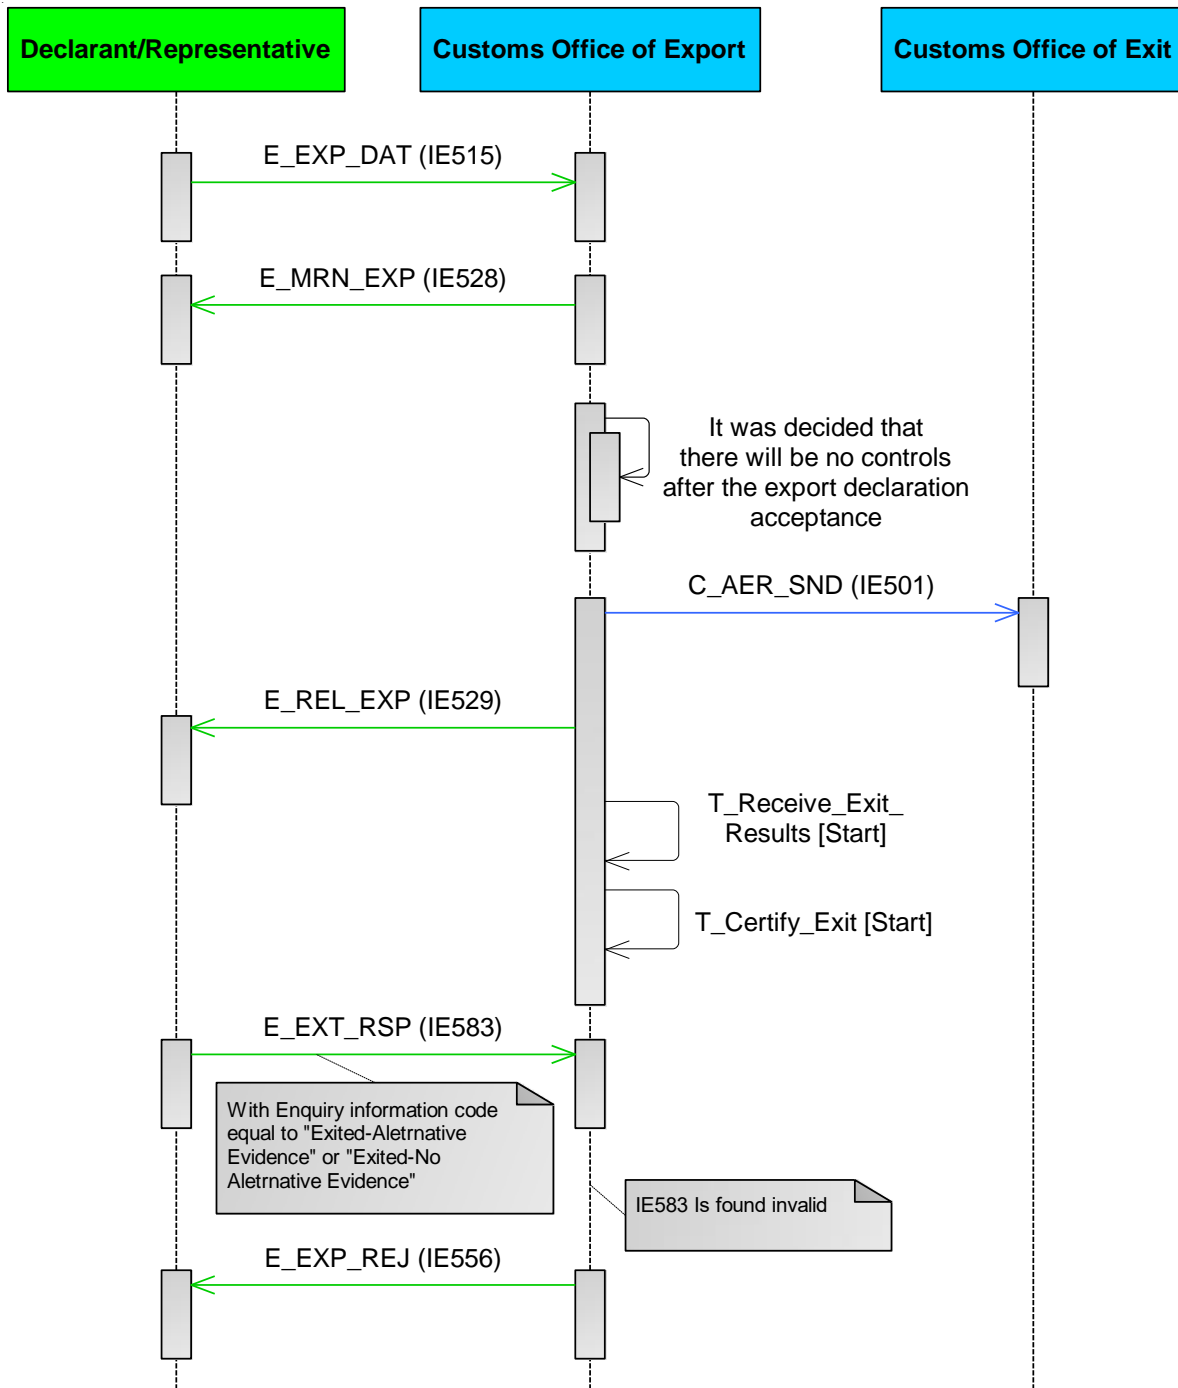 Declarant/Representative
Customs Office of Export
Customs Office of Exit
E_EXP_DAT (IE515)
E_MRN_EXP (IE528)
It was decided that
there will be no controls
after the export declaration
acceptance
C_AER_SND (IE501)
E_REL_EXP (IE529)
T_Receive_Exit_
Results [Start]
T_Certify_Exit [Start]
E_EXT_RSP (IE583)
With Enquiry information code
equal to "Exited-Aletrnative
Evidence" or "Exited-No
Aletrnative Evidence"
IE583 Is found invalid
E_EXP_REJ (IE556)